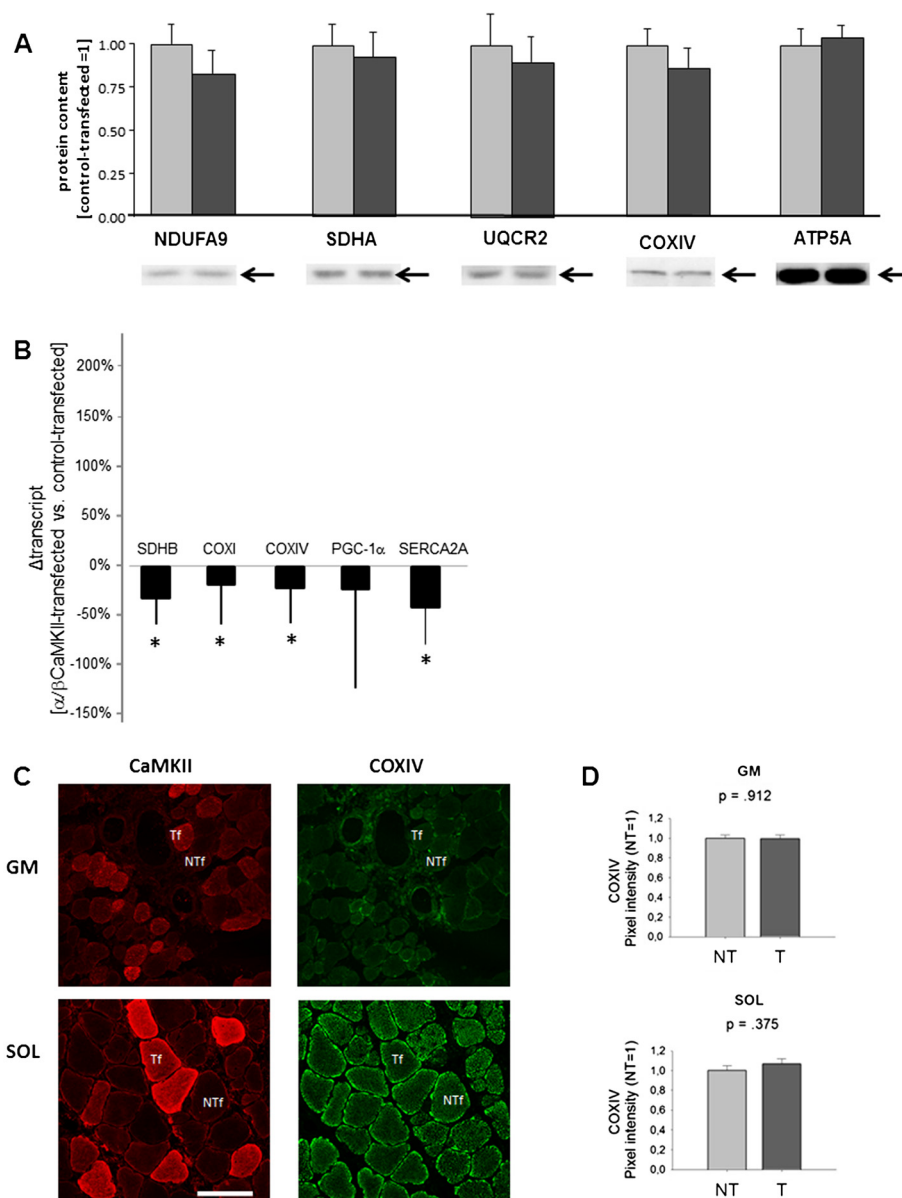 A
protein content
[control-transfected =1]
1.00
0.75
0.50
0.25
0.00
NDUFA9
SDHA
UQCR2
COXIV
ATP5A
B
Δtranscript
[α/βCaMKII-transfected vs. control-transfected]
200%
150%
100%
50%
0%
-50%
-100%
-150%
SDHB
COXI
COXIV
PGC-1α
SERCA2A
*
*
*
*
C
CaMKII
COXIV
GM
Tf
NTf
Tf
NTf
SOL
Tf
NTf
Tf
NTf
D
GM
p = .912
COXIV
Pixel intensity (NT=1)
1,2
1,0
0,8
0,6
0,4
0,2
0,0
NT
T
SOL
p = .375
COXIV
Pixel intensity (NT=1)
1,2
1,0
0,8
0,6
0,4
0,2
0,0
NT
T